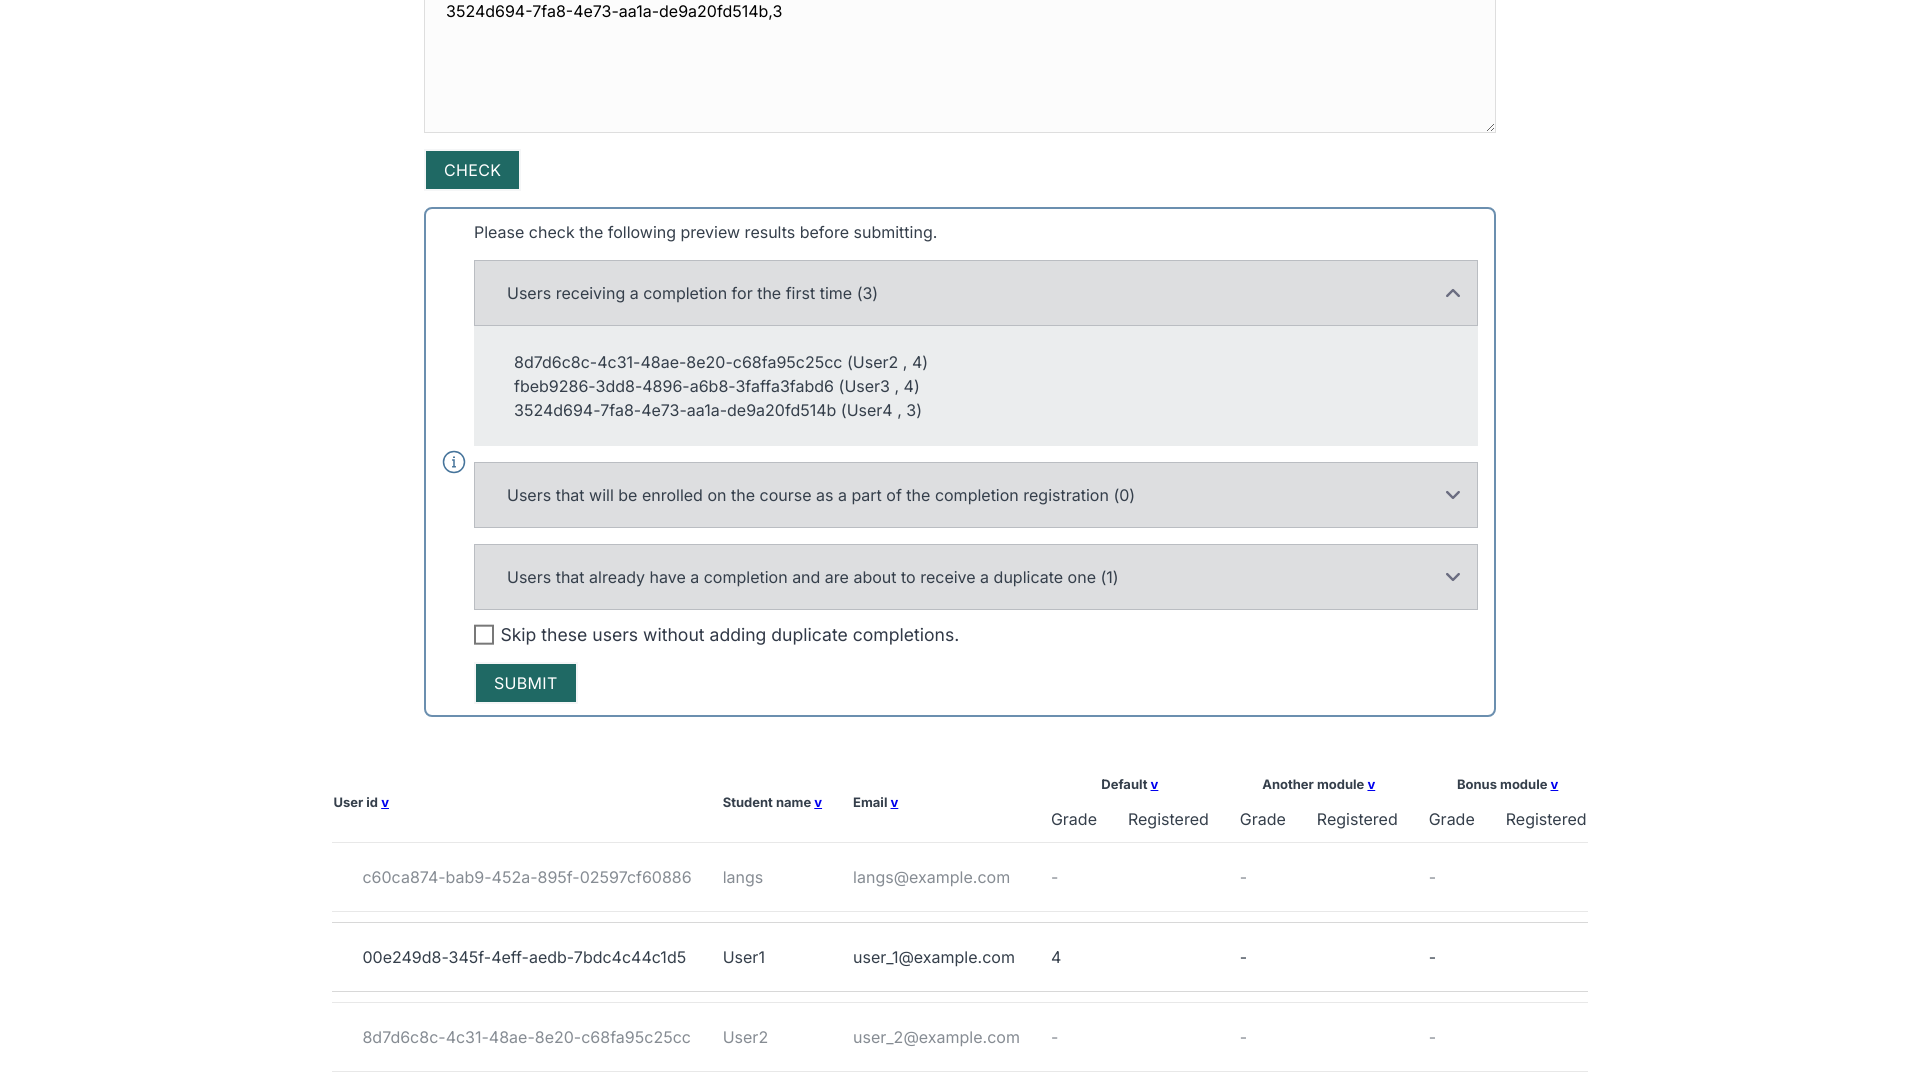 3524d694-7fa8-4e73-aa1a-de9a20fd514b,3
CHECK
Please check the following preview results before submitting.
Users receiving a completion for the first time (3)
8d7d6c8c-4c31-48ae-8e20-c68fa95c25cc (User2 , 4)
fbeb9286-3dd8-4896-a6b8-3faffa3fabd6 (User3 , 4)
3524d694-7fa8-4e73-aa1a-de9a20fd514b (User4 , 3)
Users that will be enrolled on the course as a part of the completion registration (0)
Users that already have a completion and are about to receive a duplicate one (1)
Skip these users without adding duplicate completions.
SUBMIT
User id v Student name v Email v Default v Another module v Bonus module v
Grade Registered Grade Registered Grade Registered
c60ca874-bab9-452a-895f-02597cf60886 langs langs@example.com - - -
00e249d8-345f-4eff-aedb-7bdc4c44c1d5 User1 user_1@example.com 4 - -
8d7d6c8c-4c31-48ae-8e20-c68fa95c25cc User2 user_2@example.com - - -